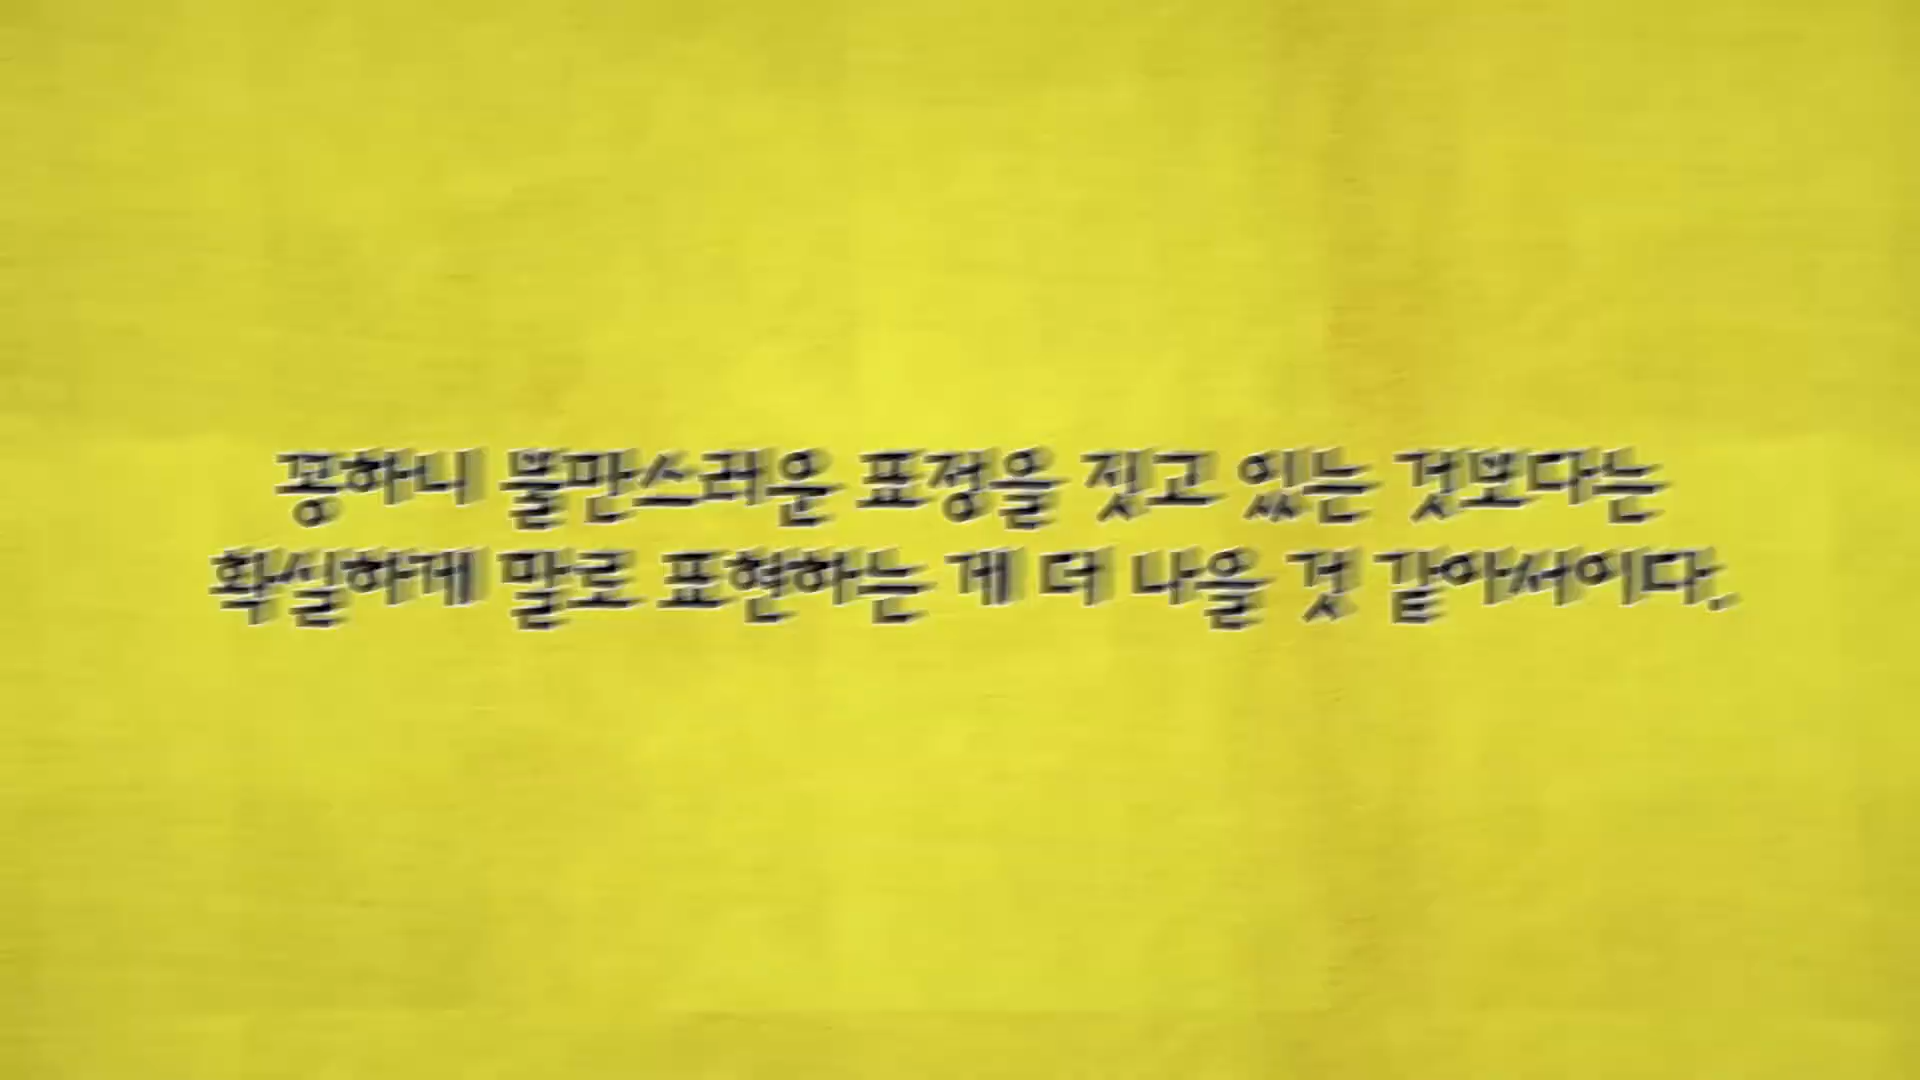 꽁하니 불만스러운 표정을 짓고 있는 것보다는
확실하게 말로 표현하는 게 더 나을 것 같아서이다.